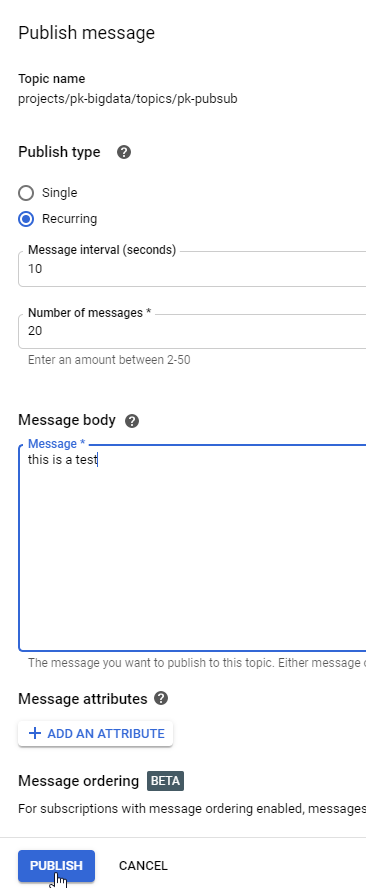 Publish message
Topic name
projects/pk-bigdata/topics/pk-pubsub
Publish type
Single
Recurring
Message interval (seconds)
10
Number of messages *
20
Enter an amount between 2-50
Message body
Message *
this is a test
The message you want to publish to this topic. Either message
Message attributes
+ ADD AN ATTRIBUTE
Message ordering BETA
For subscriptions with message ordering enabled, messages
PUBLISH CANCEL